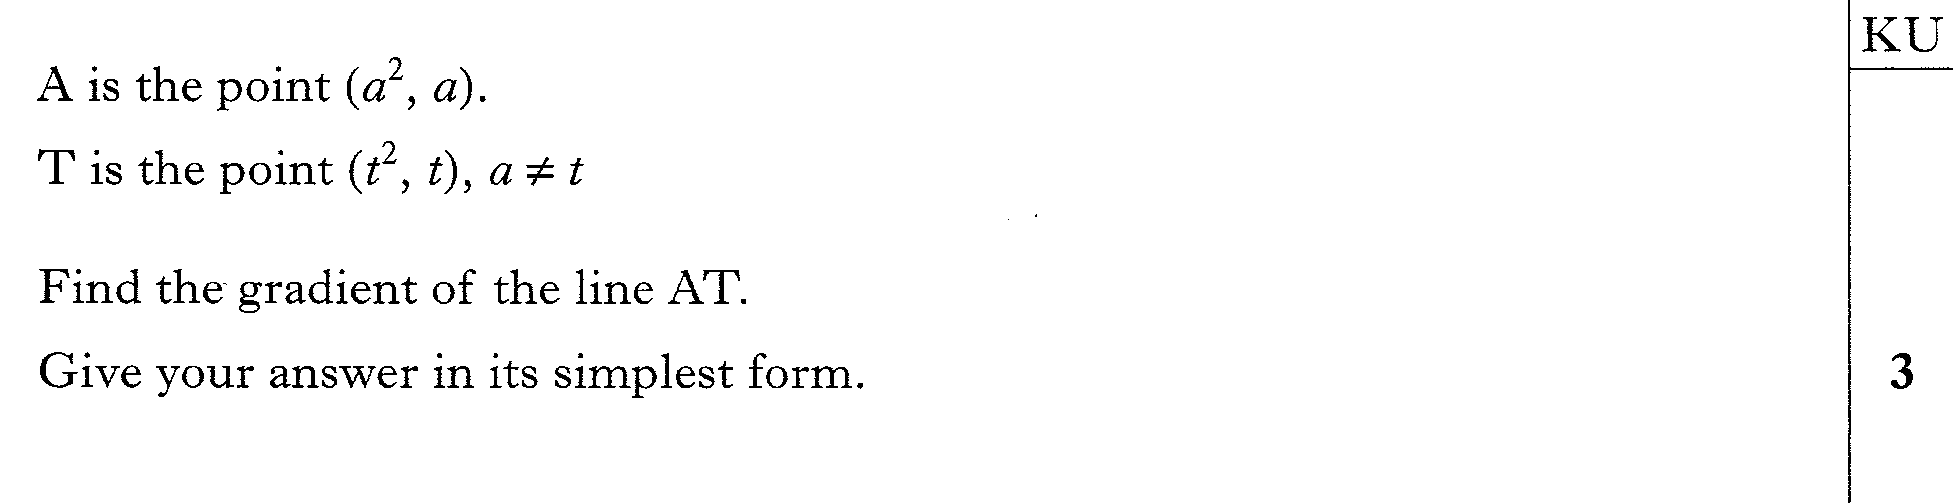 KU
A is the point (a², a).
T is the point (t², t), a ≠ t
Find the gradient of the line AT.
Give your answer in its simplest form.
3